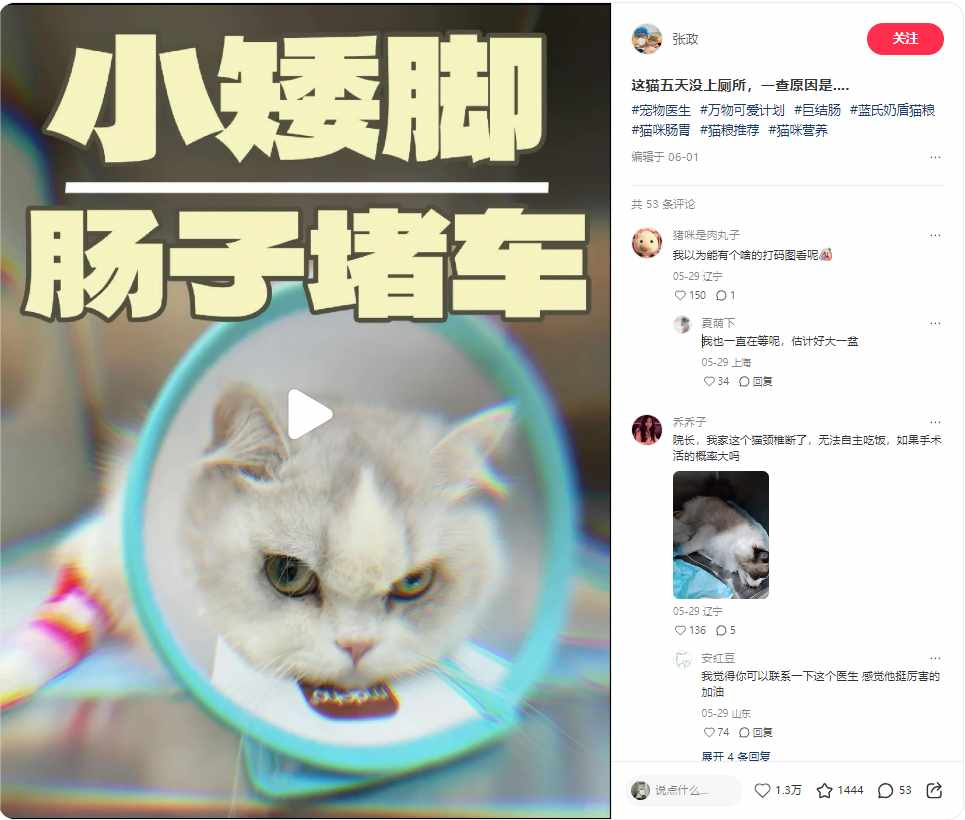 小矮脚
肠子堵车
张政
关注
这猫五天没上厕所，一查原因是....
#宠物医生 #万物可爱计划 #巨结肠 #蓝氏奶盾猫粮
#猫咪肠胃 #猫粮推荐 #猫咪营养
编辑于 06-01
共 53 条评论
猪咪是肉丸子
我以为能有个啥的打码图看呢
05-29 辽宁
150 1
夏萌下
我也一直在等呢，估计好大一盆
05-29 上海
34 回复
养养子
院长，我家这个猫颈椎断了，无法自主吃饭，如果手术
活的概率大吗
05-29 辽宁
136 5
安红豆
我觉得你可以联系一下这个医生 感觉他挺厉害的
加油
05-29 山东
74 回复
展开 4 条回复
说点什么...
1.3万 1444 53